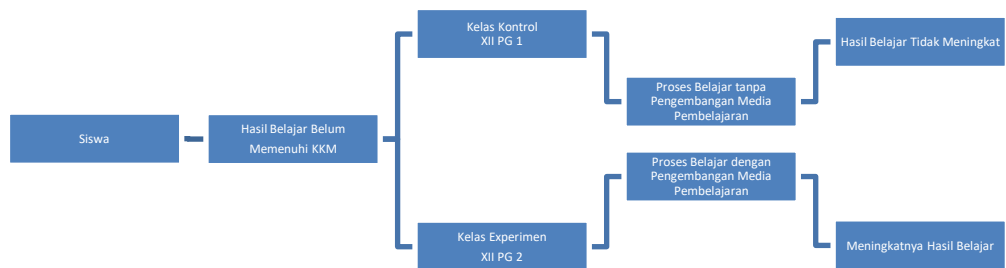 Siswa
Hasil Belajar Belum
Memenuhi KKM
Kelas Kontrol
XII PG 1
Proses Belajar tanpa
Pengembangan Media
Pembelajaran
Hasil Belajar Tidak Meningkat
Kelas Experimen
XII PG 2
Proses Belajar dengan
Pengembangan Media
Pembelajaran
Meningkatnya Hasil Belajar